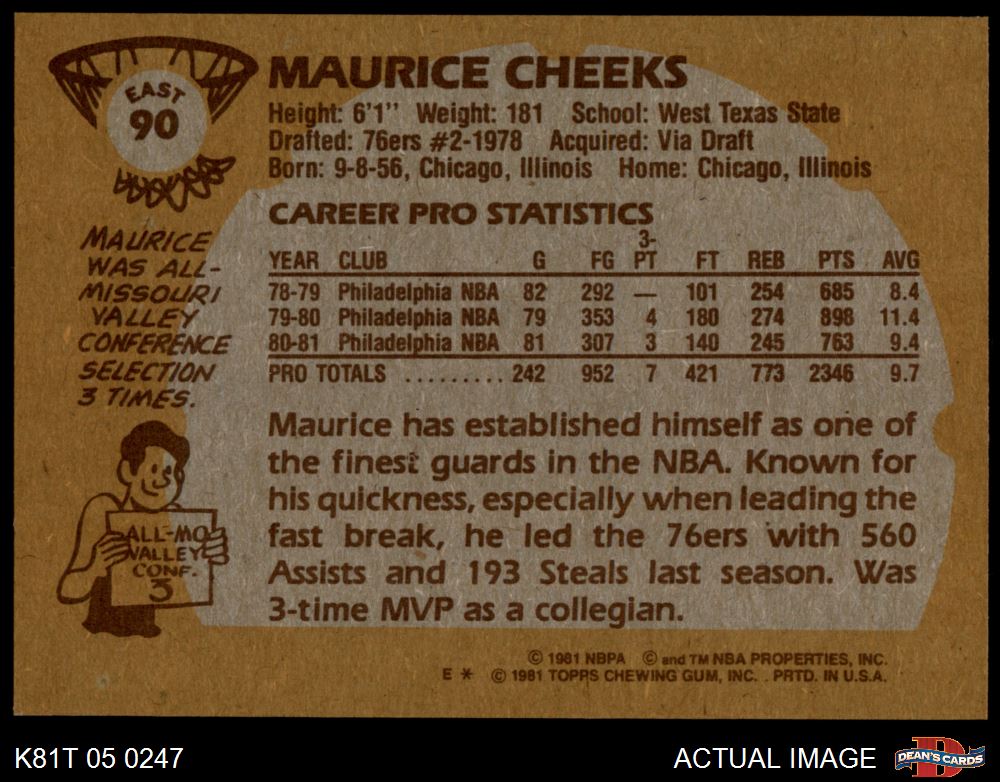 EAST
90
MAURICE CHEEKS
Height: 6'1" Weight: 181 School: West Texas State
Drafted: 76ers #2-1978 Acquired: Via Draft
Born: 9-8-56, Chicago, Illinois Home: Chicago, Illinois
CAREER PRO STATISTICS
YEAR CLUB G FG 3-PT FT REB PTS AVG
78-79 Philadelphia NBA 82 292 — 101 254 685 8.4
79-80 Philadelphia NBA 79 353 4 180 274 898 11.4
80-81 Philadelphia NBA 81 307 3 140 245 763 9.4
PRO TOTALS ......... 242 952 7 421 773 2346 9.7
MAURICE
WAS ALL-
MISSOURI
VALLEY
CONFERENCE
SELECTION
3 TIMES.
ALL-MO
VALLEY
CONF.
3
Maurice has established himself as one of
the finest guards in the NBA. Known for
his quickness, especially when leading the
fast break, he led the 76ers with 560
Assists and 193 Steals last season. Was
3-time MVP as a collegian.
© 1981 NBPA © and TM NBA PROPERTIES, INC.
E * © 1981 TOPPS CHEWING GUM, INC. . PRTD. IN U.S.A.
K81T 05 0247
ACTUAL IMAGE
D
DEAN'S CARDS